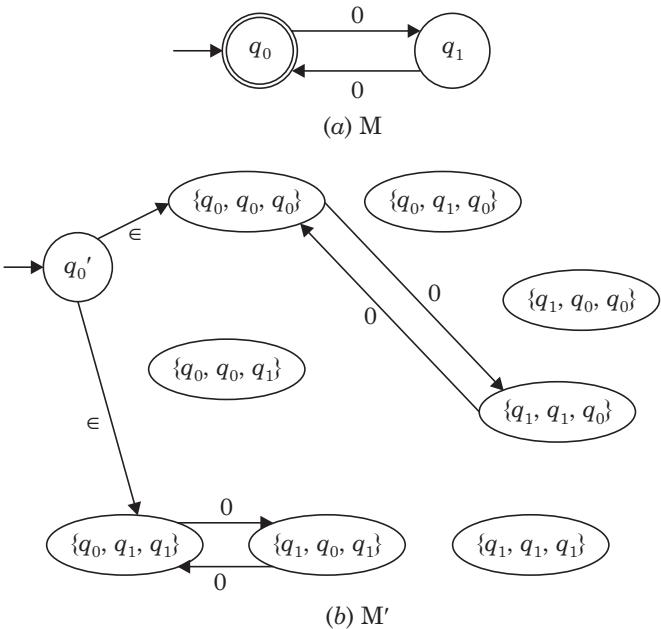 0
q₀ q₁
0
(a) M
{q₀, q₀, q₀} {q₀, q₁, q₀}
∈
q₀′
0
{q₁, q₀, q₀}
0
{q₀, q₀, q₁}
{q₁, q₁, q₀}
∈
0
{q₀, q₁, q₁} {q₁, q₀, q₁} {q₁, q₁, q₁}
0
(b) M′